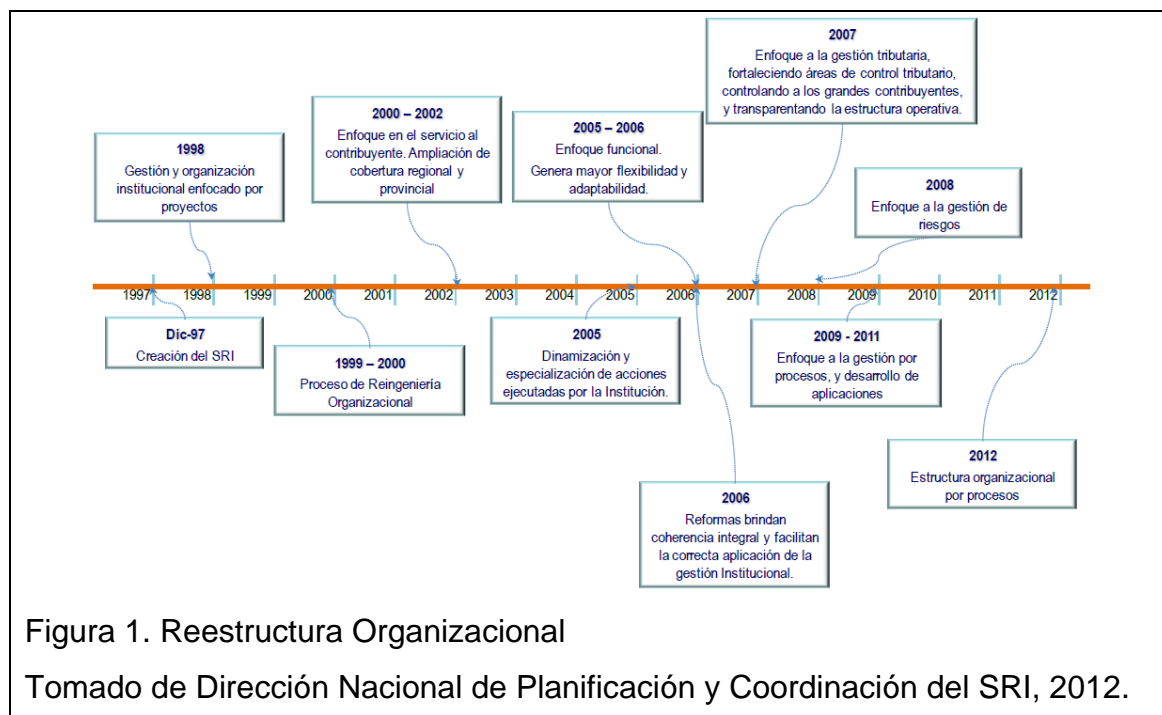 2007
Enfoque a la gestión tributaria,
fortaleciendo áreas de control tributario,
controlando a los grandes contribuyentes,
y transparentando la estructura operativa.
2000 – 2002
Enfoque en el servicio al
contribuyente. Ampliación de
cobertura regional y
provincial
2005 – 2006
Enfoque funcional.
Genera mayor flexibilidad y
adaptabilidad.
1998
Gestión y organización
institucional enfocado por
proyectos
2008
Enfoque a la gestión de
riesgos
1997 1998 1999 2000 2001 2002 2003 2004 2005 2006 2007 2008 2009 2010 2011 2012
Dic-97
Creación del SRI
1999 – 2000
Proceso de Reingeniería
Organizacional
2005
Dinamización y
especialización de acciones
ejecutadas por la Institución.
2009 - 2011
Enfoque a la gestión por
procesos, y desarrollo de
aplicaciones
2012
Estructura organizacional
por procesos
2006
Reformas brindan
coherencia integral y facilitan
la correcta aplicación de la
gestión Institucional.
Figura 1. Reestructura Organizacional
Tomado de Dirección Nacional de Planificación y Coordinación del SRI, 2012.